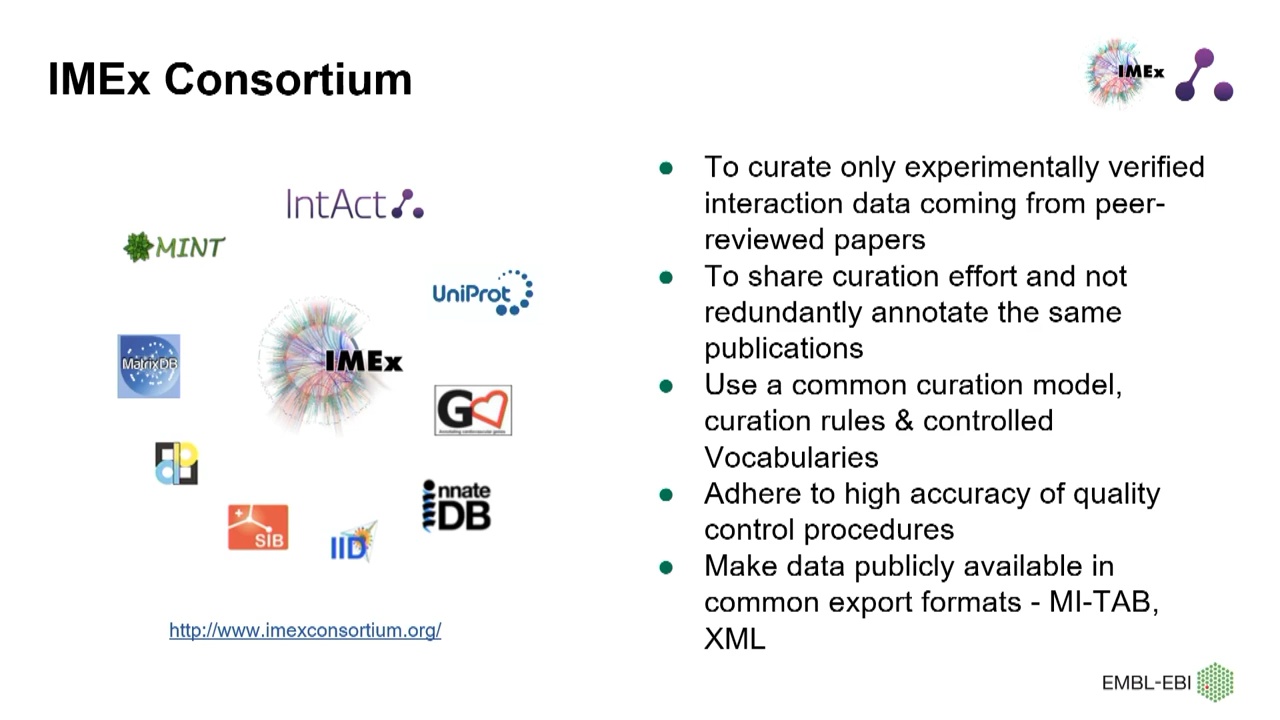 IMEx Consortium
IMEx
IntAct
MINT
UniProt
MatrixDB
IMEx
G
SIB
IID
innate
DB
http://www.imexconsortium.org/
● To curate only experimentally verified
interaction data coming from peer-
reviewed papers
● To share curation effort and not
redundantly annotate the same
publications
● Use a common curation model,
curation rules & controlled
Vocabularies
● Adhere to high accuracy of quality
control procedures
● Make data publicly available in
common export formats - MI-TAB,
XML
EMBL-EBI